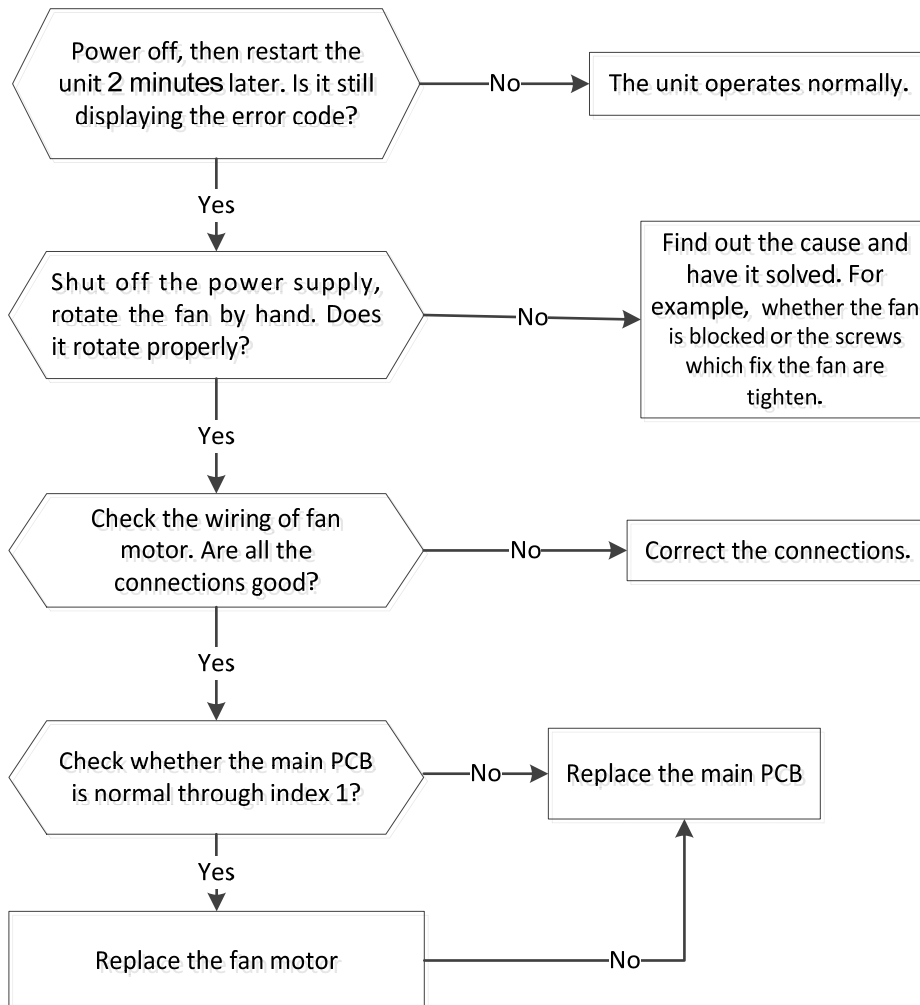 Power off, then restart the
unit 2 minutes later. Is it still
displaying the error code?
No
The unit operates normally.
Yes
Shut off the power supply,
rotate the fan by hand. Does
it rotate properly?
No
Find out the cause and
have it solved. For
example, whether the fan
is blocked or the screws
which fix the fan are
tighten.
Yes
Check the wiring of fan
motor. Are all the
connections good?
No
Correct the connections.
Yes
Check whether the main PCB
is normal through index 1?
No
Replace the main PCB
Yes
Replace the fan motor
No